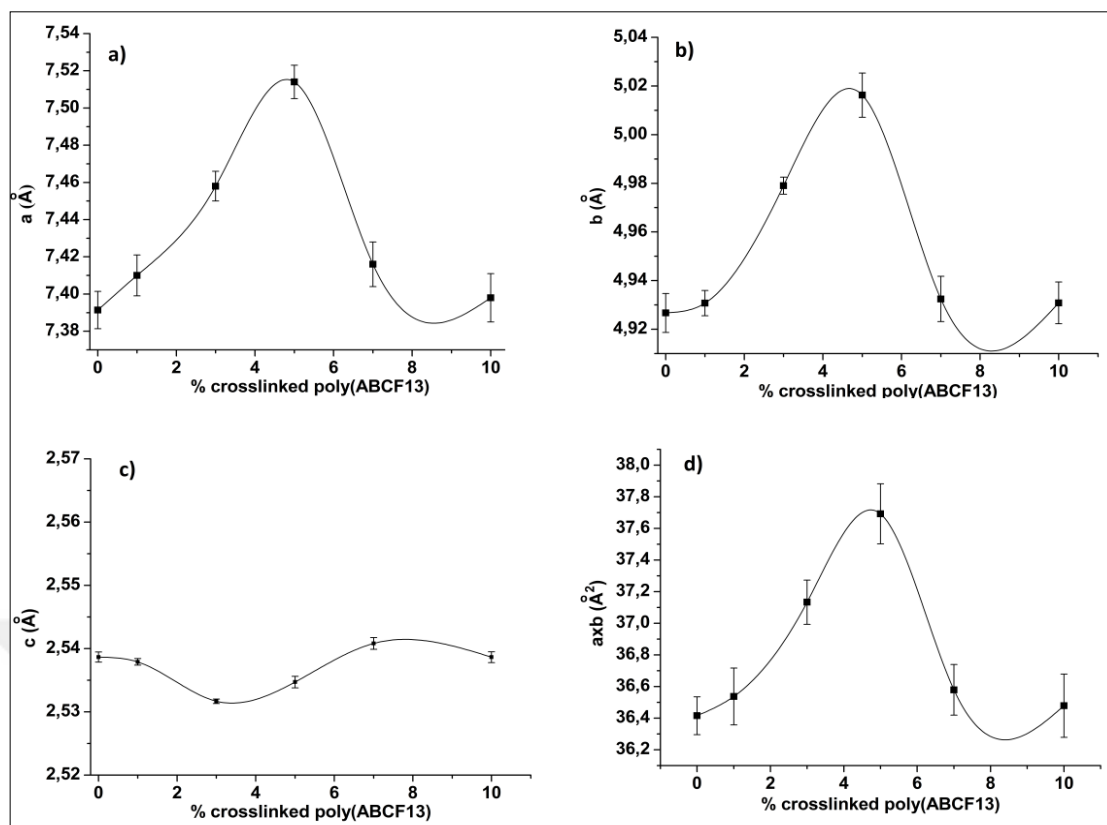 a)
7,54
7,52
7,50
7,48
7,46
7,44
7,42
7,40
7,38
a (Å)
0 2 4 6 8 10
% crosslinked poly(ABCF13)
b)
5,04
5,02
5,00
4,98
4,96
4,94
4,92
b (Å)
0 2 4 6 8 10
% crosslinked poly(ABCF13)
c)
2,57
2,56
2,55
2,54
2,53
2,52
c (Å)
0 2 4 6 8 10
% crosslinked poly(ABCF13)
d)
38,0
37,8
37,6
37,4
37,2
37,0
36,8
36,6
36,4
36,2
axb (Å²)
0 2 4 6 8 10
% crosslinked poly(ABCF13)